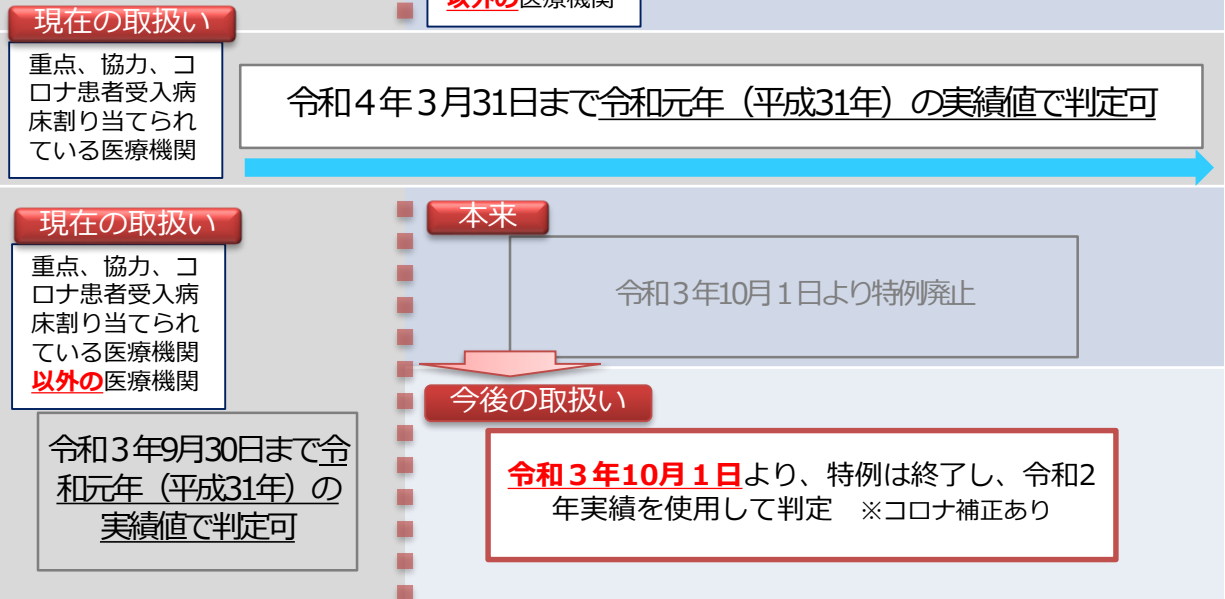 以外の医療機関
現在の取扱い
重点、協力、コ
ロナ患者受入病
床割り当てられ
ている医療機関
令和４年３月31日まで令和元年（平成31年）の実績値で判定可
現在の取扱い
重点、協力、コ
ロナ患者受入病
床割り当てられ
ている医療機関
以外の医療機関
令和３年9月30日まで令
和元年（平成31年）の
実績値で判定可
本来
令和３年10月１日より特例廃止
今後の取扱い
令和３年10月１日より、特例は終了し、令和2
年実績を使用して判定　※コロナ補正あり